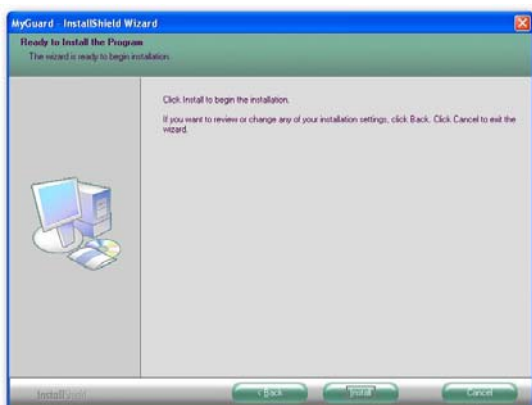 MyGuard - InstallShield Wizard
Ready to Install the Program
The wizard is ready to begin installation.
Click Install to begin the installation.
If you want to review or change any of your installation settings, click Back. Click Cancel to exit the
wizard.
InstallShield
< Back
Install
Cancel